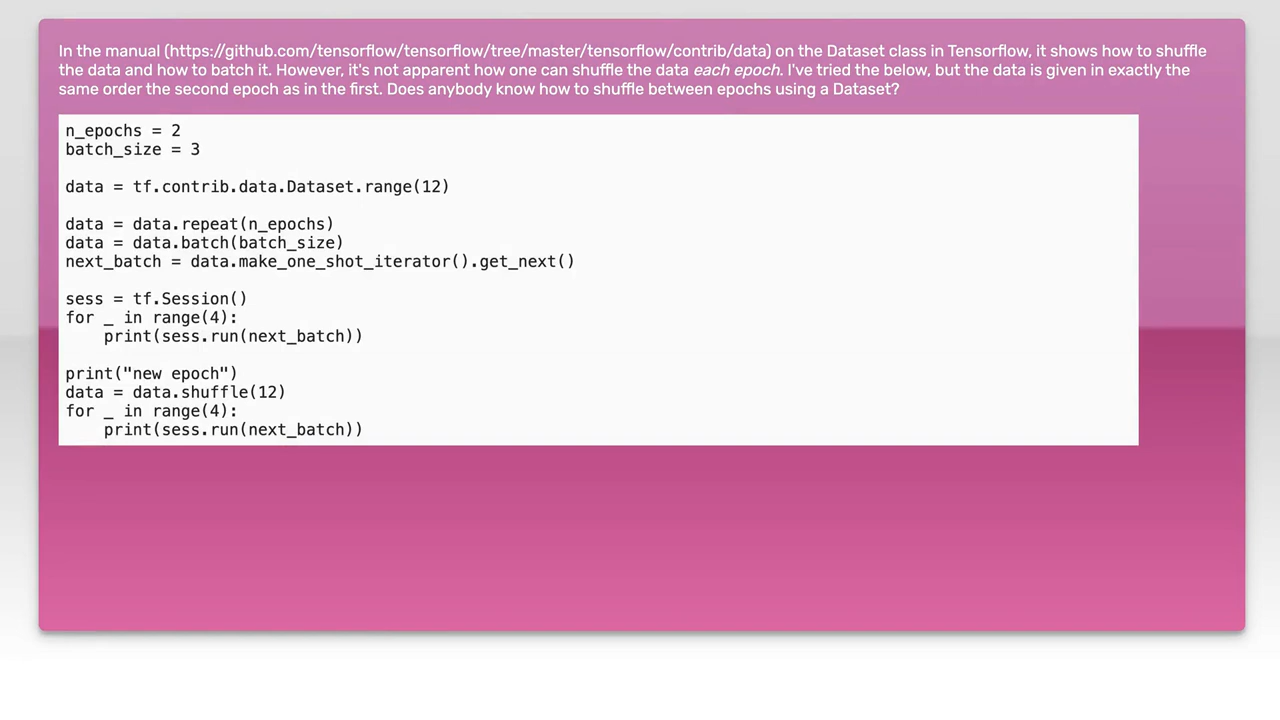 In the manual (https://github.com/tensorflow/tensorflow/tree/master/tensorflow/contrib/data) on the Dataset class in Tensorflow, it shows how to shuffle
the data and how to batch it. However, it's not apparent how one can shuffle the data each epoch. I've tried the below, but the data is given in exactly the
same order the second epoch as in the first. Does anybody know how to shuffle between epochs using a Dataset?
n_epochs = 2
batch_size = 3
data = tf.contrib.data.Dataset.range(12)
data = data.repeat(n_epochs)
data = data.batch(batch_size)
next_batch = data.make_one_shot_iterator().get_next()
sess = tf.Session()
for _ in range(4):
    print(sess.run(next_batch))
print("new epoch")
data = data.shuffle(12)
for _ in range(4):
    print(sess.run(next_batch))